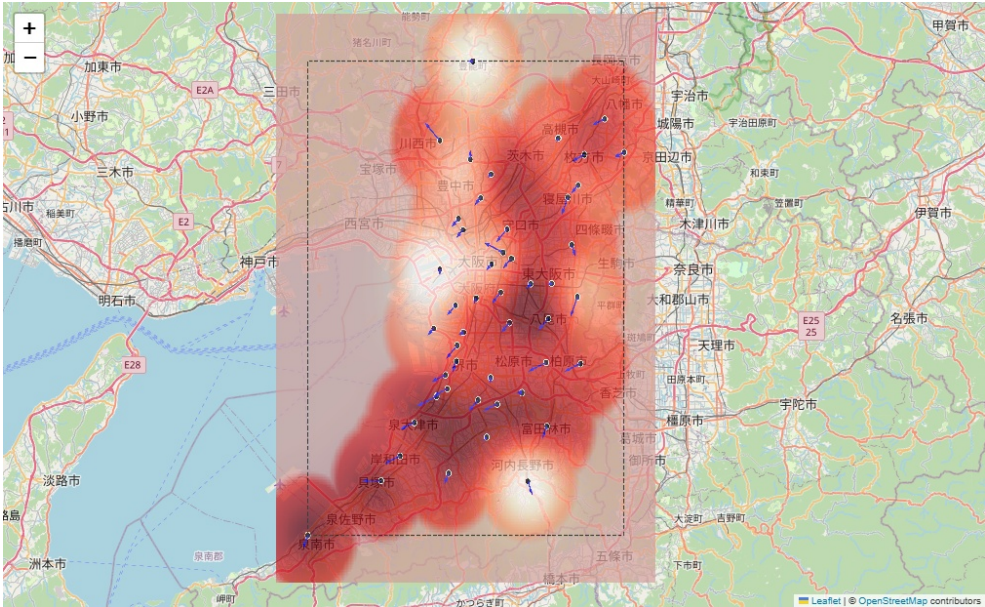 +
能勢町
甲賀市
猪名川町
−
加東市
E2A
三田市
大山崎町
八幡市
宇治市
小野市
城陽市
宇治田原町
高槻市
川西市
茨木市
枚方市
京田辺市
宝塚市
三木市
豊中市
和束町
寝屋川市
精華町
笠置町
古川市
稲美町
E2
西宮市
守口市
四條畷市
木津川市
伊賀市
播磨町
神戸市
大阪市
生駒市
奈良市
東大阪市
明石市
平群町
大和郡山市
八尾市
E25
25
名張市
斑鳩町
天理市
E28
堺市
松原市
柏原市
田原本町
香芝市
宇陀市
泉大津市
富田林市
橿原市
葛城市
岸和田市
河内長野市
御所市
淡路市
貝塚市
泉佐野市
大淀町
吉野町
泉南市
泉南郡
五條市
洲本市
下市町
橋本市
岬町
かつらぎ町
Leaflet | © OpenStreetMap contributors